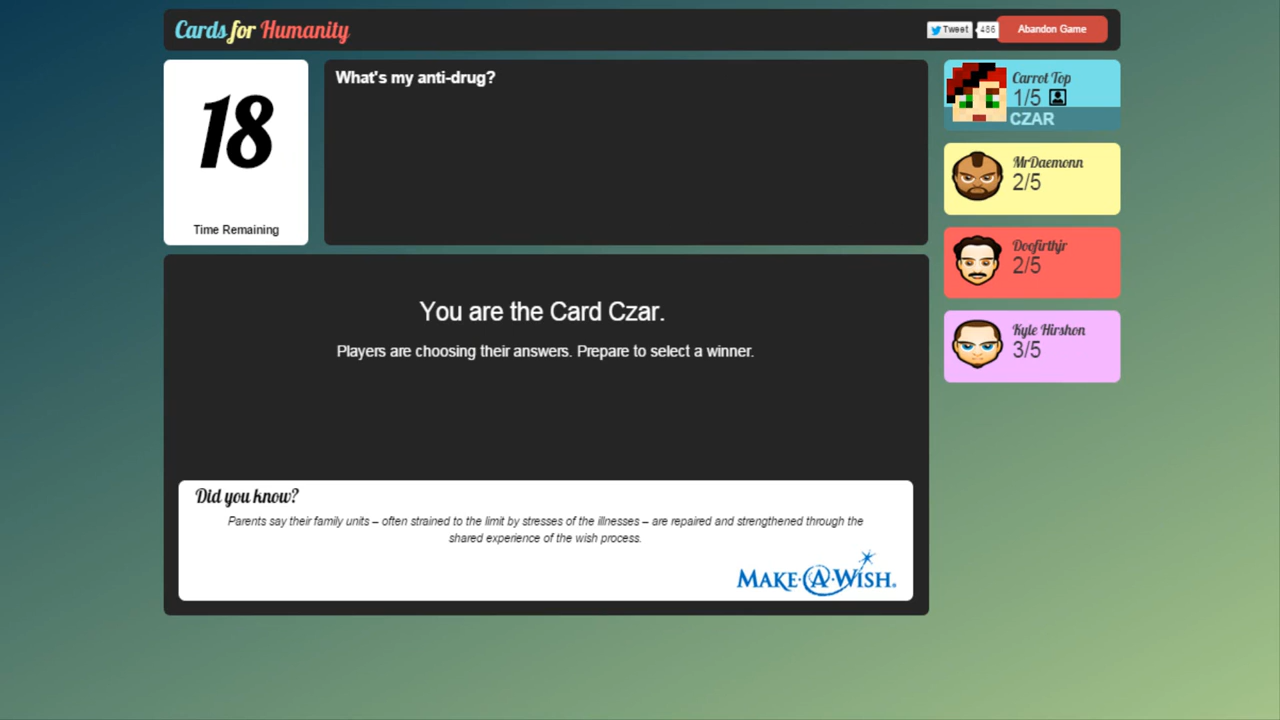 Cards for Humanity
Tweet
486
Abandon Game
18
Time Remaining
What's my anti-drug?
Carrot Top
1/5
CZAR
MrDaemonn
2/5
Doofirthjr
2/5
Kyle Hirshon
3/5
You are the Card Czar.
Players are choosing their answers. Prepare to select a winner.
Did you know?
Parents say their family units – often strained to the limit by stresses of the illnesses – are repaired and strengthened through the
shared experience of the wish process.
MAKE·A·WISH.